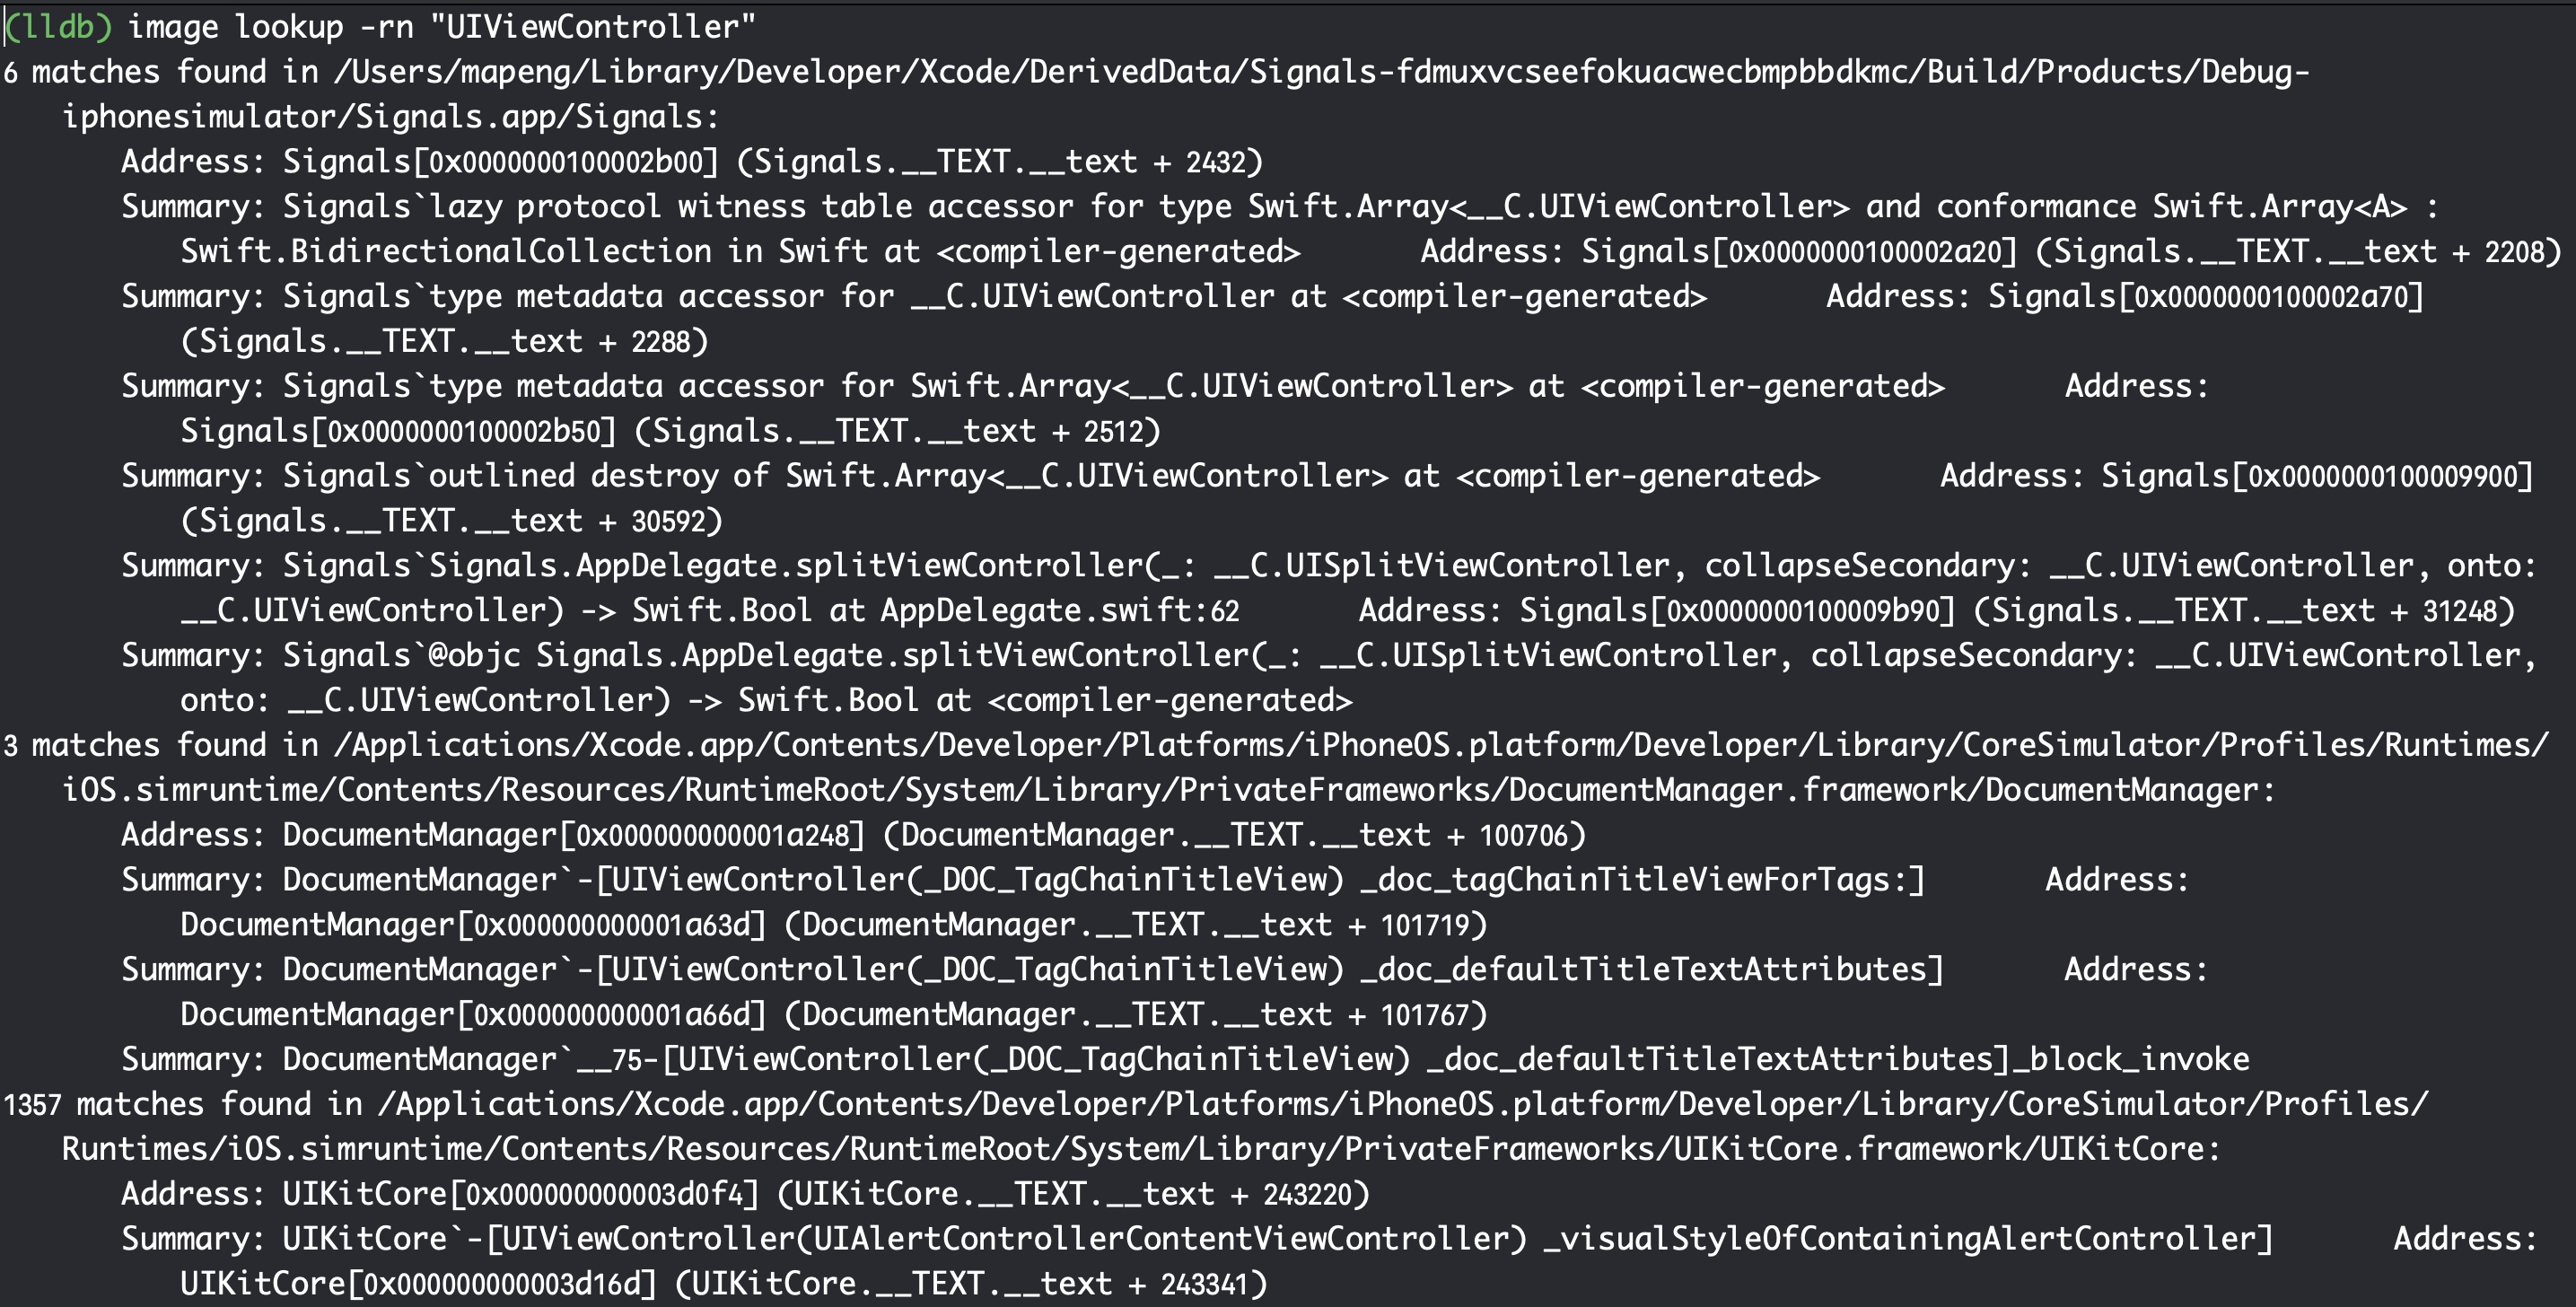 (lldb) image lookup -rn "UIViewController"
6 matches found in /Users/mapeng/Library/Developer/Xcode/DerivedData/Signals-fdmuxvcseefokuacwecbmpbbdkmc/Build/Products/Debug-
iphonesimulator/Signals.app/Signals:
Address: Signals[0x0000000100002b00] (Signals.__TEXT.__text + 2432)
Summary: Signals`lazy protocol witness table accessor for type Swift.Array<__C.UIViewController> and conformance Swift.Array<A> :
Swift.BidirectionalCollection in Swift at <compiler-generated>        Address: Signals[0x0000000100002a20] (Signals.__TEXT.__text + 2208)
Summary: Signals`type metadata accessor for __C.UIViewController at <compiler-generated>        Address: Signals[0x0000000100002a70]
(Signals.__TEXT.__text + 2288)
Summary: Signals`type metadata accessor for Swift.Array<__C.UIViewController> at <compiler-generated>        Address:
Signals[0x0000000100002b50] (Signals.__TEXT.__text + 2512)
Summary: Signals`outlined destroy of Swift.Array<__C.UIViewController> at <compiler-generated>        Address: Signals[0x0000000100009900]
(Signals.__TEXT.__text + 30592)
Summary: Signals`Signals.AppDelegate.splitViewController(_: __C.UISplitViewController, collapseSecondary: __C.UIViewController, onto:
__C.UIViewController) -> Swift.Bool at AppDelegate.swift:62        Address: Signals[0x0000000100009b90] (Signals.__TEXT.__text + 31248)
Summary: Signals`@objc Signals.AppDelegate.splitViewController(_: __C.UISplitViewController, collapseSecondary: __C.UIViewController,
onto: __C.UIViewController) -> Swift.Bool at <compiler-generated>
3 matches found in /Applications/Xcode.app/Contents/Developer/Platforms/iPhoneOS.platform/Developer/Library/CoreSimulator/Profiles/Runtimes/
iOS.simruntime/Contents/Resources/RuntimeRoot/System/Library/PrivateFrameworks/DocumentManager.framework/DocumentManager:
Address: DocumentManager[0x000000000001a248] (DocumentManager.__TEXT.__text + 100706)
Summary: DocumentManager`-[UIViewController(_DOC_TagChainTitleView) _doc_tagChainTitleViewForTags:]        Address:
DocumentManager[0x000000000001a63d] (DocumentManager.__TEXT.__text + 101719)
Summary: DocumentManager`-[UIViewController(_DOC_TagChainTitleView) _doc_defaultTitleTextAttributes]        Address:
DocumentManager[0x000000000001a66d] (DocumentManager.__TEXT.__text + 101767)
Summary: DocumentManager`__75-[UIViewController(_DOC_TagChainTitleView) _doc_defaultTitleTextAttributes]_block_invoke
1357 matches found in /Applications/Xcode.app/Contents/Developer/Platforms/iPhoneOS.platform/Developer/Library/CoreSimulator/Profiles/
Runtimes/iOS.simruntime/Contents/Resources/RuntimeRoot/System/Library/PrivateFrameworks/UIKitCore.framework/UIKitCore:
Address: UIKitCore[0x000000000003d0f4] (UIKitCore.__TEXT.__text + 243220)
Summary: UIKitCore`-[UIViewController(UIAlertControllerContentViewController) _visualStyleOfContainingAlertController]        Address:
UIKitCore[0x000000000003d16d] (UIKitCore.__TEXT.__text + 243341)